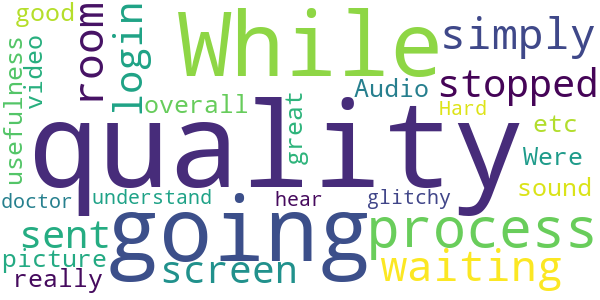 good
room
login
While
simply
video
usefulness
overall
Audio
stopped
Hard
great
quality
etc
Were
sound
doctor
understand
hear
glitchy
sent
going
process
picture
really
screen
waiting